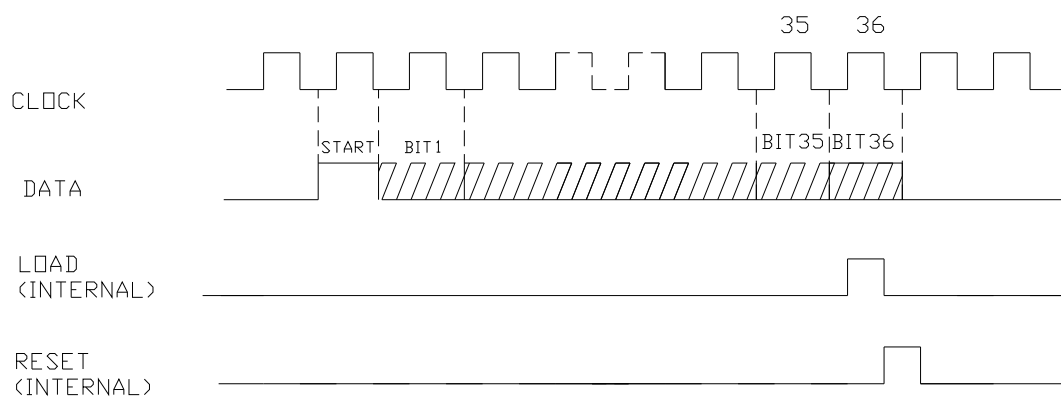 35 36
CLOCK
START BIT1 BIT35 BIT36
DATA
LOAD
(INTERNAL)
RESET
(INTERNAL)